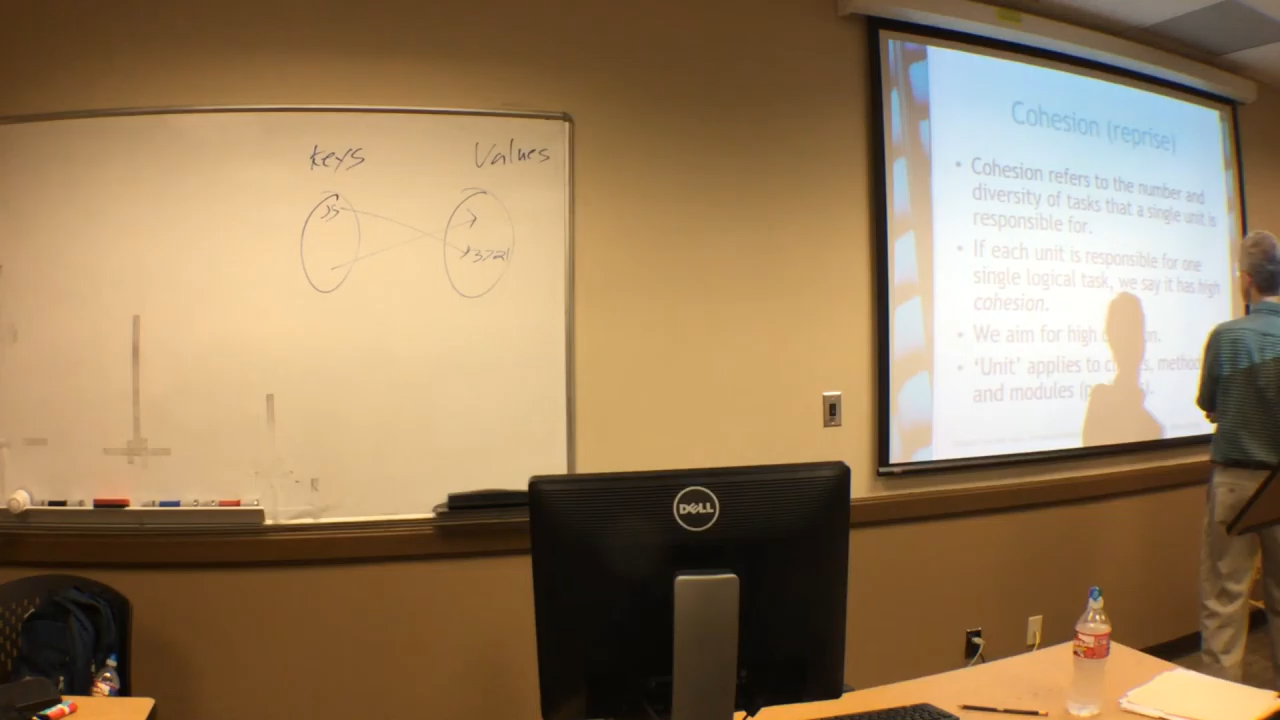 Keys
Values
35
3721
Cohesion (reprise)
• Cohesion refers to the number and
diversity of tasks that a single unit is
responsible for.
• If each unit is responsible for one
single logical task, we say it has high
cohesion.
• We aim for high
• 'Unit' applies to
and modules
DELL